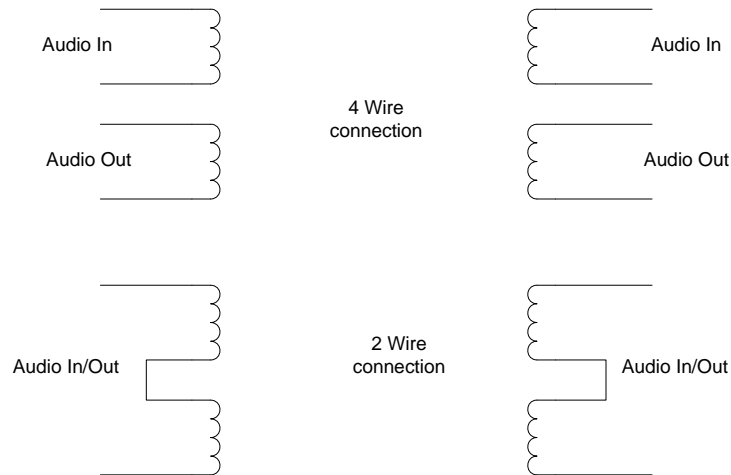 Audio In
Audio In
4 Wire
connection
Audio Out
Audio Out
2 Wire
connection
Audio In/Out
Audio In/Out